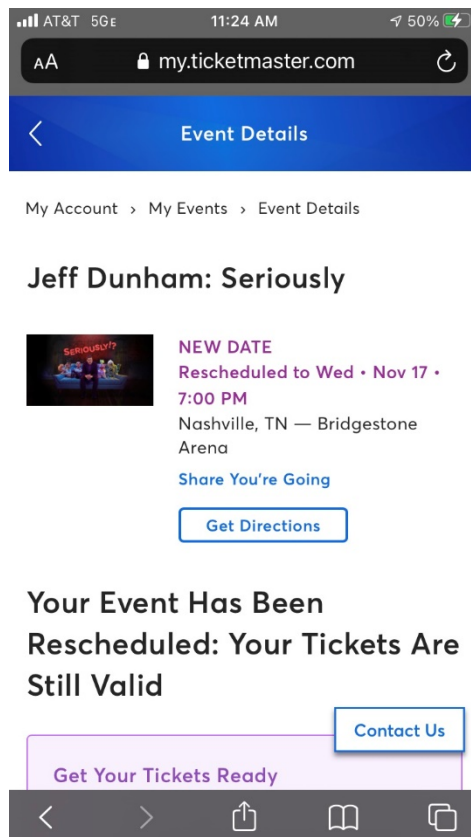 AT&T 5GE 11:24 AM 50%
AA my.ticketmaster.com
Event Details
My Account > My Events > Event Details
Jeff Dunham: Seriously
SERIOUSLY!?
NEW DATE
Rescheduled to Wed • Nov 17 •
7:00 PM
Nashville, TN — Bridgestone
Arena
Share You're Going
Get Directions
Your Event Has Been
Rescheduled: Your Tickets Are
Still Valid
Contact Us
Get Your Tickets Ready